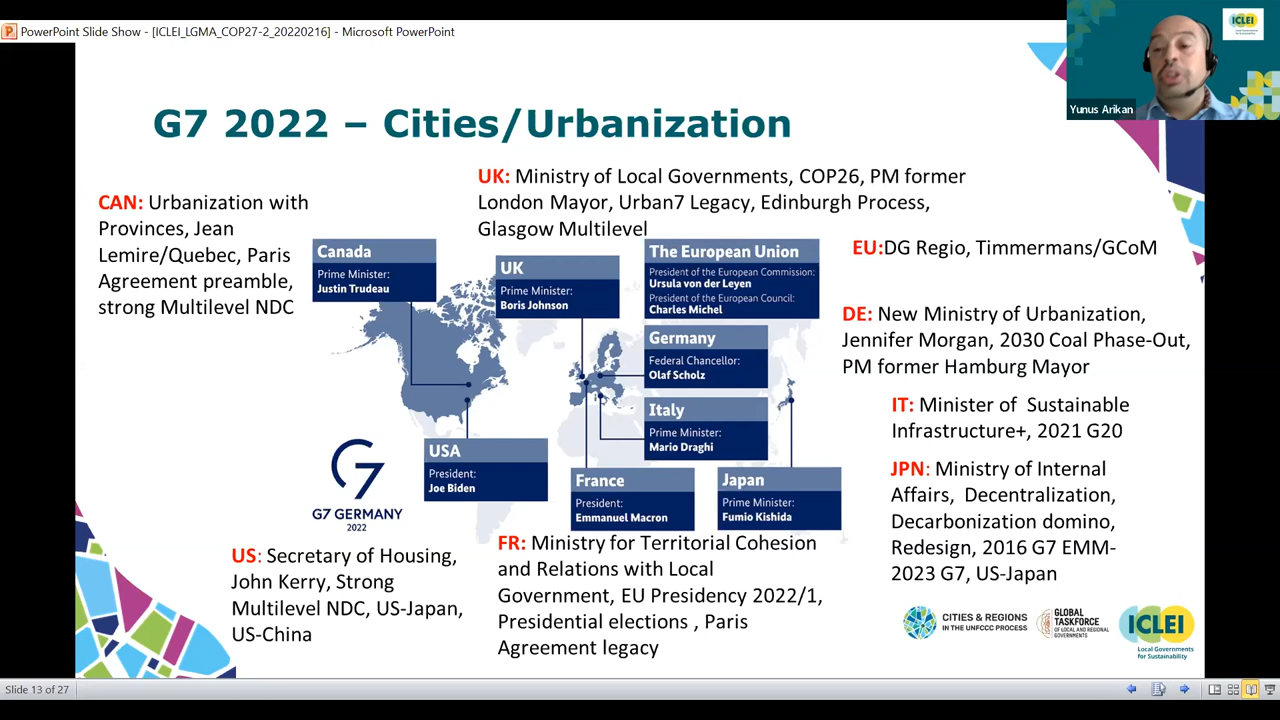 PowerPoint Slide Show - [ICLEI_LGMA_COP27-2_20220216] - Microsoft PowerPoint
ICLEI
Yunus Arikan
G7 2022 – Cities/Urbanization
UK: Ministry of Local Governments, COP26, PM former
London Mayor, Urban7 Legacy, Edinburgh Process,
Glasgow Multilevel
CAN: Urbanization with
Provinces, Jean
Lemire/Quebec, Paris
Agreement preamble,
strong Multilevel NDC
EU:DG Regio, Timmermans/GCoM
Canada
Prime Minister:
Justin Trudeau
UK
Prime Minister:
Boris Johnson
The European Union
President of the European Commission:
Ursula von der Leyen
President of the European Council:
Charles Michel
DE: New Ministry of Urbanization,
Jennifer Morgan, 2030 Coal Phase-Out,
PM former Hamburg Mayor
Germany
Federal Chancellor:
Olaf Scholz
Italy
Prime Minister:
Mario Draghi
IT: Minister of Sustainable
Infrastructure+, 2021 G20
USA
President:
Joe Biden
France
President:
Emmanuel Macron
Japan
Prime Minister:
Fumio Kishida
JPN: Ministry of Internal
Affairs, Decentralization,
Decarbonization domino,
Redesign, 2016 G7 EMM-
2023 G7, US-Japan
G7
G7 GERMANY
2022
US: Secretary of Housing,
John Kerry, Strong
Multilevel NDC, US-Japan,
US-China
FR: Ministry for Territorial Cohesion
and Relations with Local
Government, EU Presidency 2022/1,
Presidential elections , Paris
Agreement legacy
CITIES & REGIONS
IN THE UNFCCC PROCESS
GLOBAL
TASKFORCE
OF LOCAL AND REGIONAL
GOVERNMENTS
ICLEI
Local Governments
for Sustainability
Slide 13 of 27